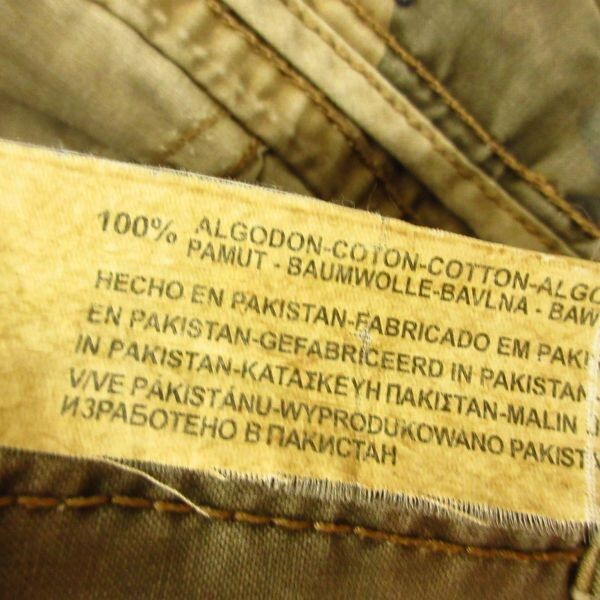 100% ALGODON-COTON-COTTON-ALGO
PAMUT - BAUMWOLLE-BAVLNA - BAW
HECHO EN PAKISTAN-FABRICADO EM PAKI
EN PAKISTAN-GEFABRICEERD IN PAKISTAN
IN PAKISTAN-ΚΑΤΑΣΚΕΥΗ ΠΑΚΙΣΤΑΝ-MALIN
V/VE PÁKISTÁNU-WYPRODUKOWANO PAKIST
ИЗРАБОТЕНО В ПАКИСТАН